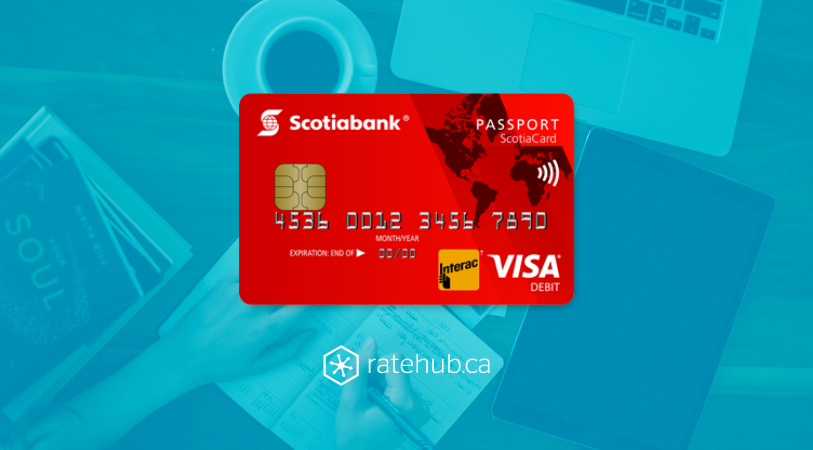 Scotiabank®
PASSPORT
ScotiaCard
4536 0012 3456 7890
MONTH/YEAR
EXPIRATION: END OF ▶ 00/00
Interac†
VISA®
DEBIT
SOUL
ratehub.ca